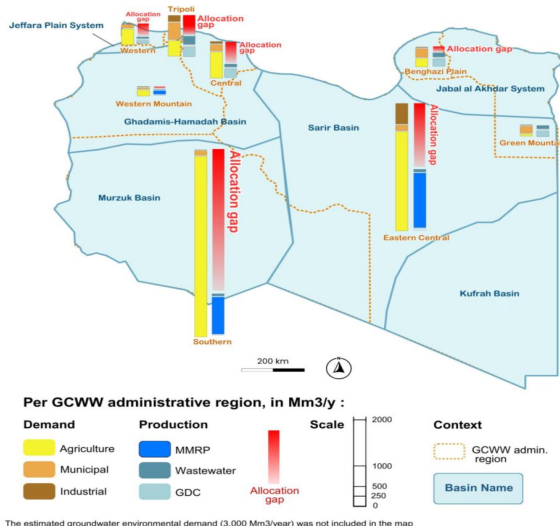 Jeffara Plain System
Allocation
gap
Western
Tripoli
Allocation
gap
Allocation
gap
Central
Western Mountain
Ghadamis-Hamadah Basin
Allocation gap
Benghazi Plain
Jabal al Akhdar System
Green Mountai
Sarir Basin
Allocation gap
Eastern Central
Murzuk Basin
Allocation gap
Southern
Kufrah Basin
200 km
Per GCWW administrative region, in Mm3/y :
Demand
Agriculture
Municipal
Industrial
Production
MMRP
Wastewater
GDC
Allocation
gap
Scale
2000
1000
500
250
0
Context
GCWW admin.
region
Basin Name
The estimated groundwater environmental demand (3.000 Mm3/year) was not included in the map